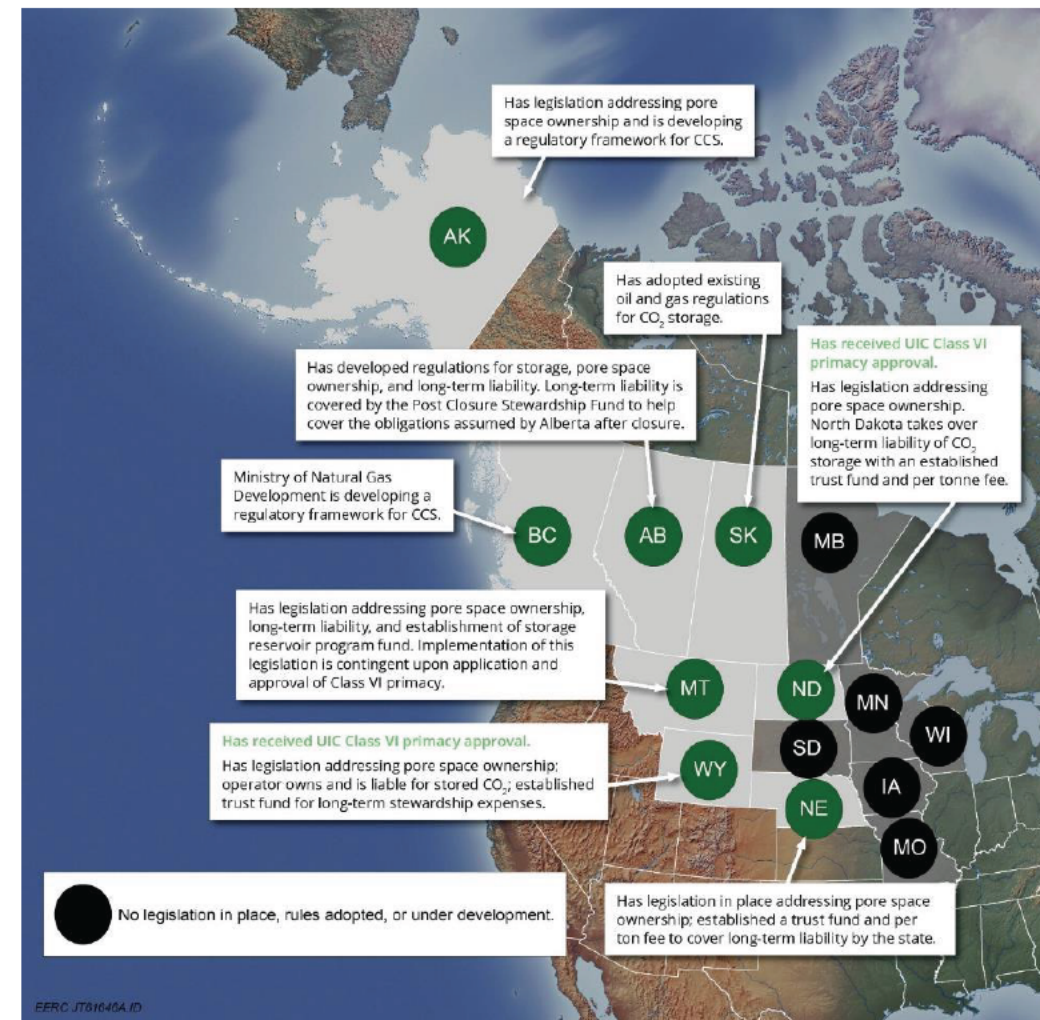 Has legislation addressing pore
space ownership and is developing
a regulatory framework for CCS.
AK
Has adopted existing
oil and gas regulations
for CO₂ storage.
Has received UIC Class VI
primacy approval.
Has legislation addressing
pore space ownership.
North Dakota takes over
long-term liability of CO₂
storage with an established
trust fund and per tonne fee.
Has developed regulations for storage, pore space
ownership, and long-term liability. Long-term liability is
covered by the Post Closure Stewardship Fund to help
cover the obligations assumed by Alberta after closure.
Ministry of Natural Gas
Development is developing a
regulatory framework for CCS.
BC
AB
SK
MB
Has legislation addressing pore space ownership,
long-term liability, and establishment of storage
reservoir program fund. Implementation of this
legislation is contingent upon application and
approval of Class VI primacy.
MT
ND
MN
WI
SD
Has received UIC Class VI primacy approval.
Has legislation addressing pore space ownership;
operator owns and is liable for stored CO₂; established
trust fund for long-term stewardship expenses.
WY
IA
NE
MO
Has legislation in place addressing pore space
ownership; established a trust fund and per
ton fee to cover long-term liability by the state.
No legislation in place, rules adopted, or under development.
EERC JT61646A.ID